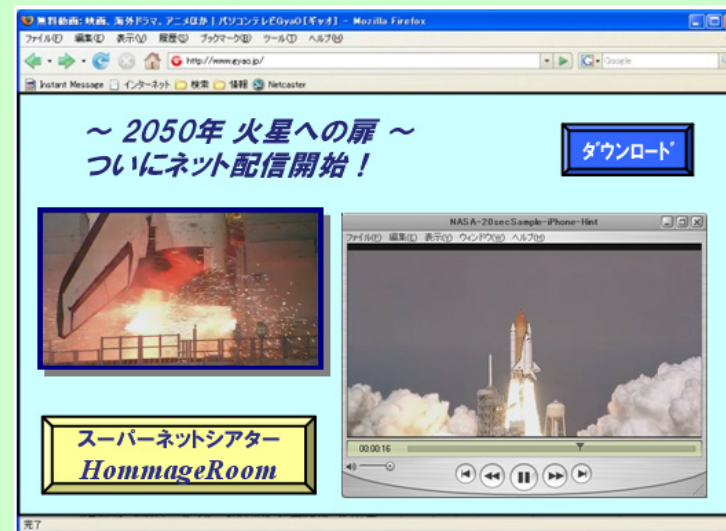 無料動画: 映画、海外ドラマ、アニメほか | パソコンテレビGyaO[ギャオ] - Mozilla Firefox
ファイル(F) 編集(E) 表示(V) 履歴(S) ブックマーク(B) ツール(T) ヘルプ(H)
http://www.gyao.jp/
Google
Instant Message インターネット 検索 情報 Netcaster
～ 2050年 火星への扉 ～
ついにネット配信開始！
ダウンロード
NASA-20secSample-iPhone-Hint
ファイル(F) 編集(E) 表示(V) ウィンドウ(W) ヘルプ(H)
00:00:16
スーパーネットシアター
HommageRoom
完了